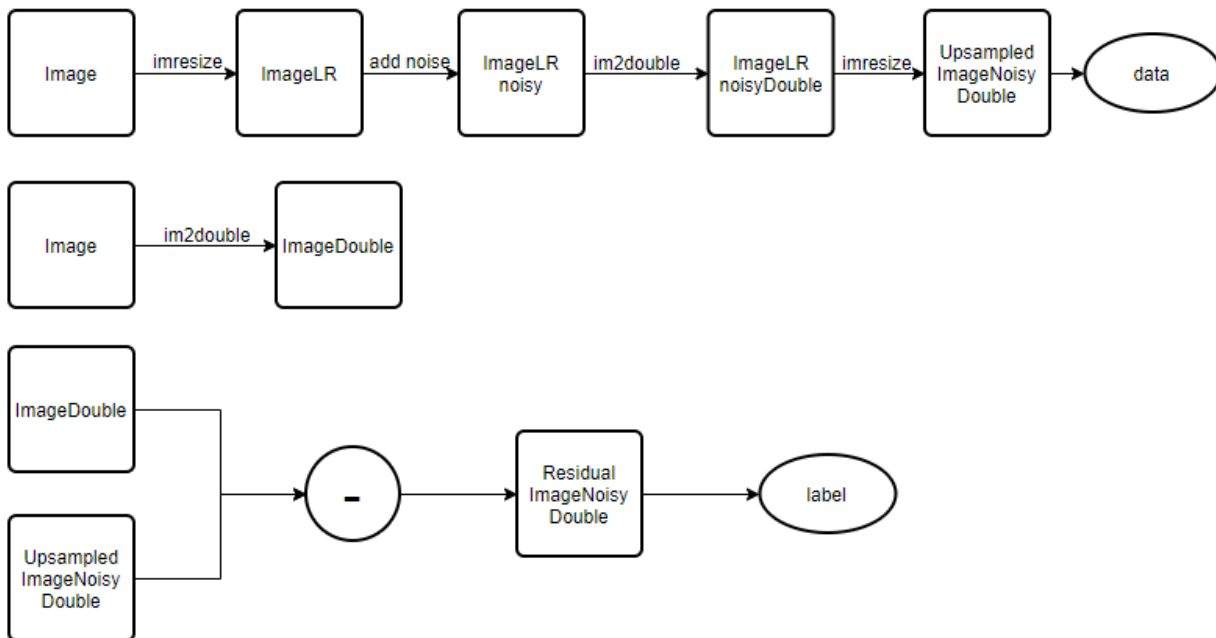 Image
imresize
ImageLR
add noise
ImageLR
noisy
im2double
ImageLR
noisyDouble
imresize
Upsampled
ImageNoisy
Double
data
Image
im2double
ImageDouble
ImageDouble
Upsampled
ImageNoisy
Double
-
Residual
ImageNoisy
Double
label